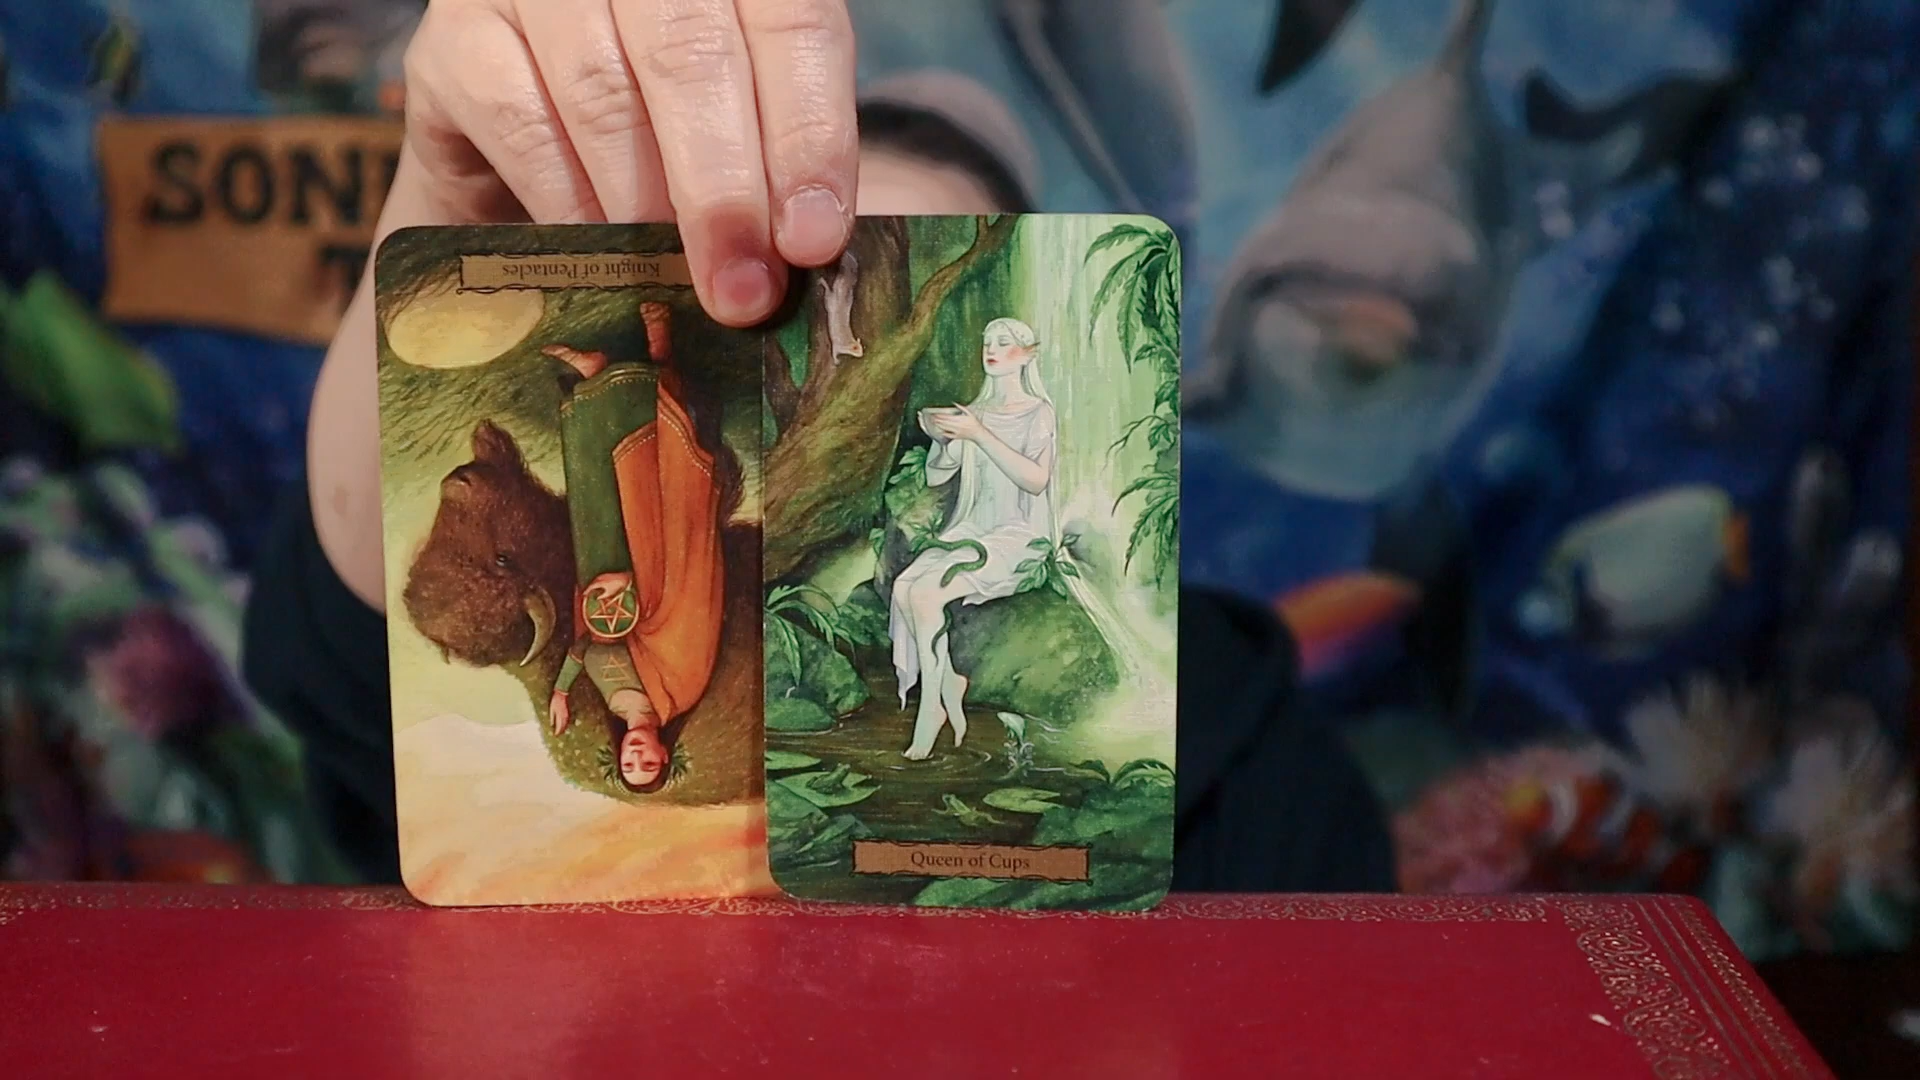 SON
T
Knight of Pentacles
Queen of Cups